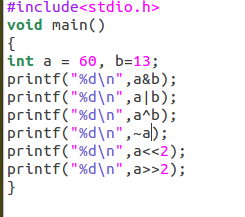 #include<stdio.h>
void main()
{
int a = 60, b=13;
printf("%d\n",a&b);
printf("%d\n",a|b);
printf("%d\n",a^b);
printf("%d\n",~a);
printf("%d\n",a<<2);
printf("%d\n",a>>2);
}